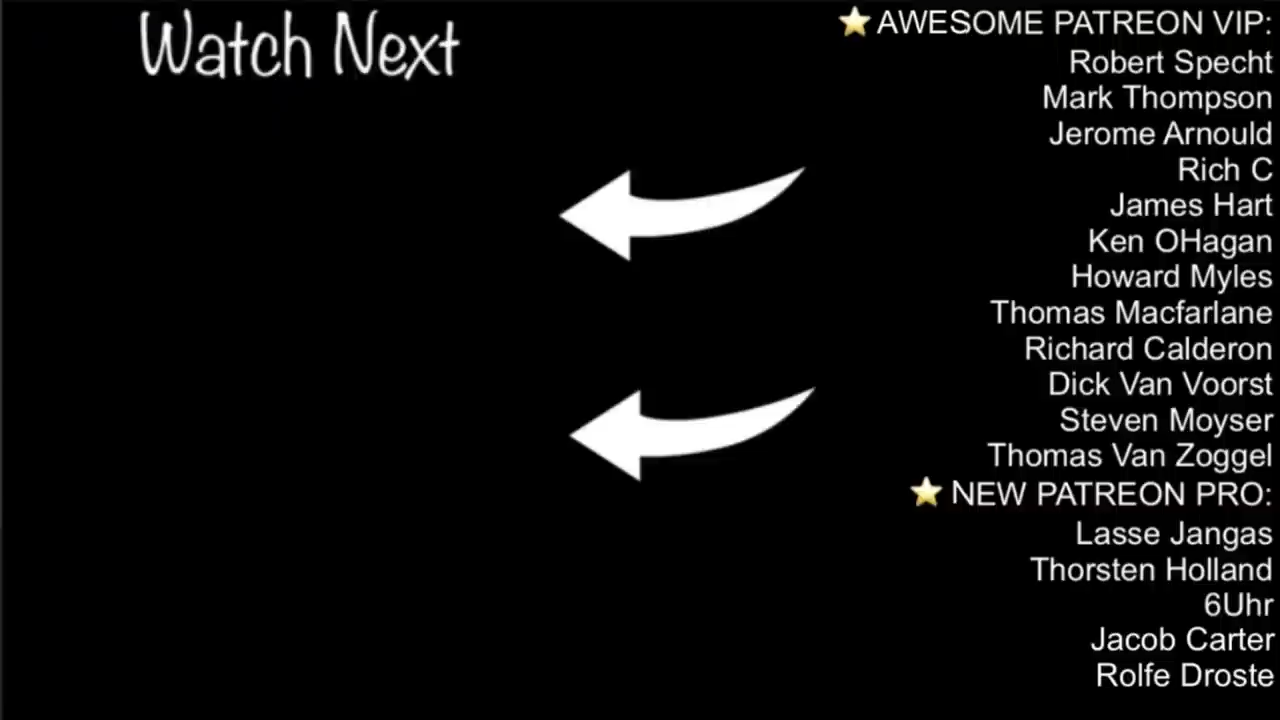 Watch Next
⭐AWESOME PATREON VIP:
Robert Specht
Mark Thompson
Jerome Arnould
Rich C
James Hart
Ken OHagan
Howard Myles
Thomas Macfarlane
Richard Calderon
Dick Van Voorst
Steven Moyser
Thomas Van Zoggel
⭐NEW PATREON PRO:
Lasse Jangas
Thorsten Holland
6Uhr
Jacob Carter
Rolfe Droste